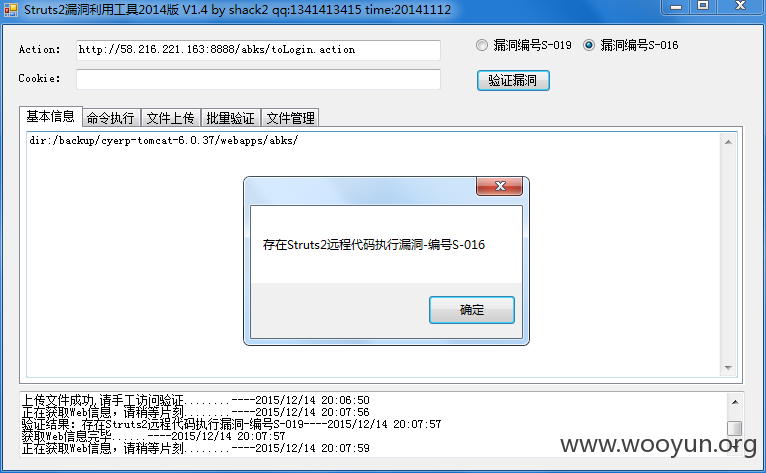 Struts2漏洞利用工具2014版 V1.4 by shack2 qq:1341413415 time:20141112
Action: http://58.216.221.163:8888/abks/toLogin.action 漏洞编号S-019 漏洞编号S-016
Cookie: 验证漏洞
基本信息 命令执行 文件上传 批量验证 文件管理
dir:/backup/cyerp-tomcat-6.0.37/webapps/abks/
存在Struts2远程代码执行漏洞-编号S-016
确定
上传文件成功,请手工访问验证........----2015/12/14 20:06:50
正在获取Web信息，请稍等片刻........----2015/12/14 20:07:56
验证结果：存在Struts2远程代码执行漏洞-编号S-019----2015/12/14 20:07:57
获取Web信息完毕......----2015/12/14 20:07:57
正在获取Web信息，请稍等片刻........----2015/12/14 20:07:59
www.wooyun.org